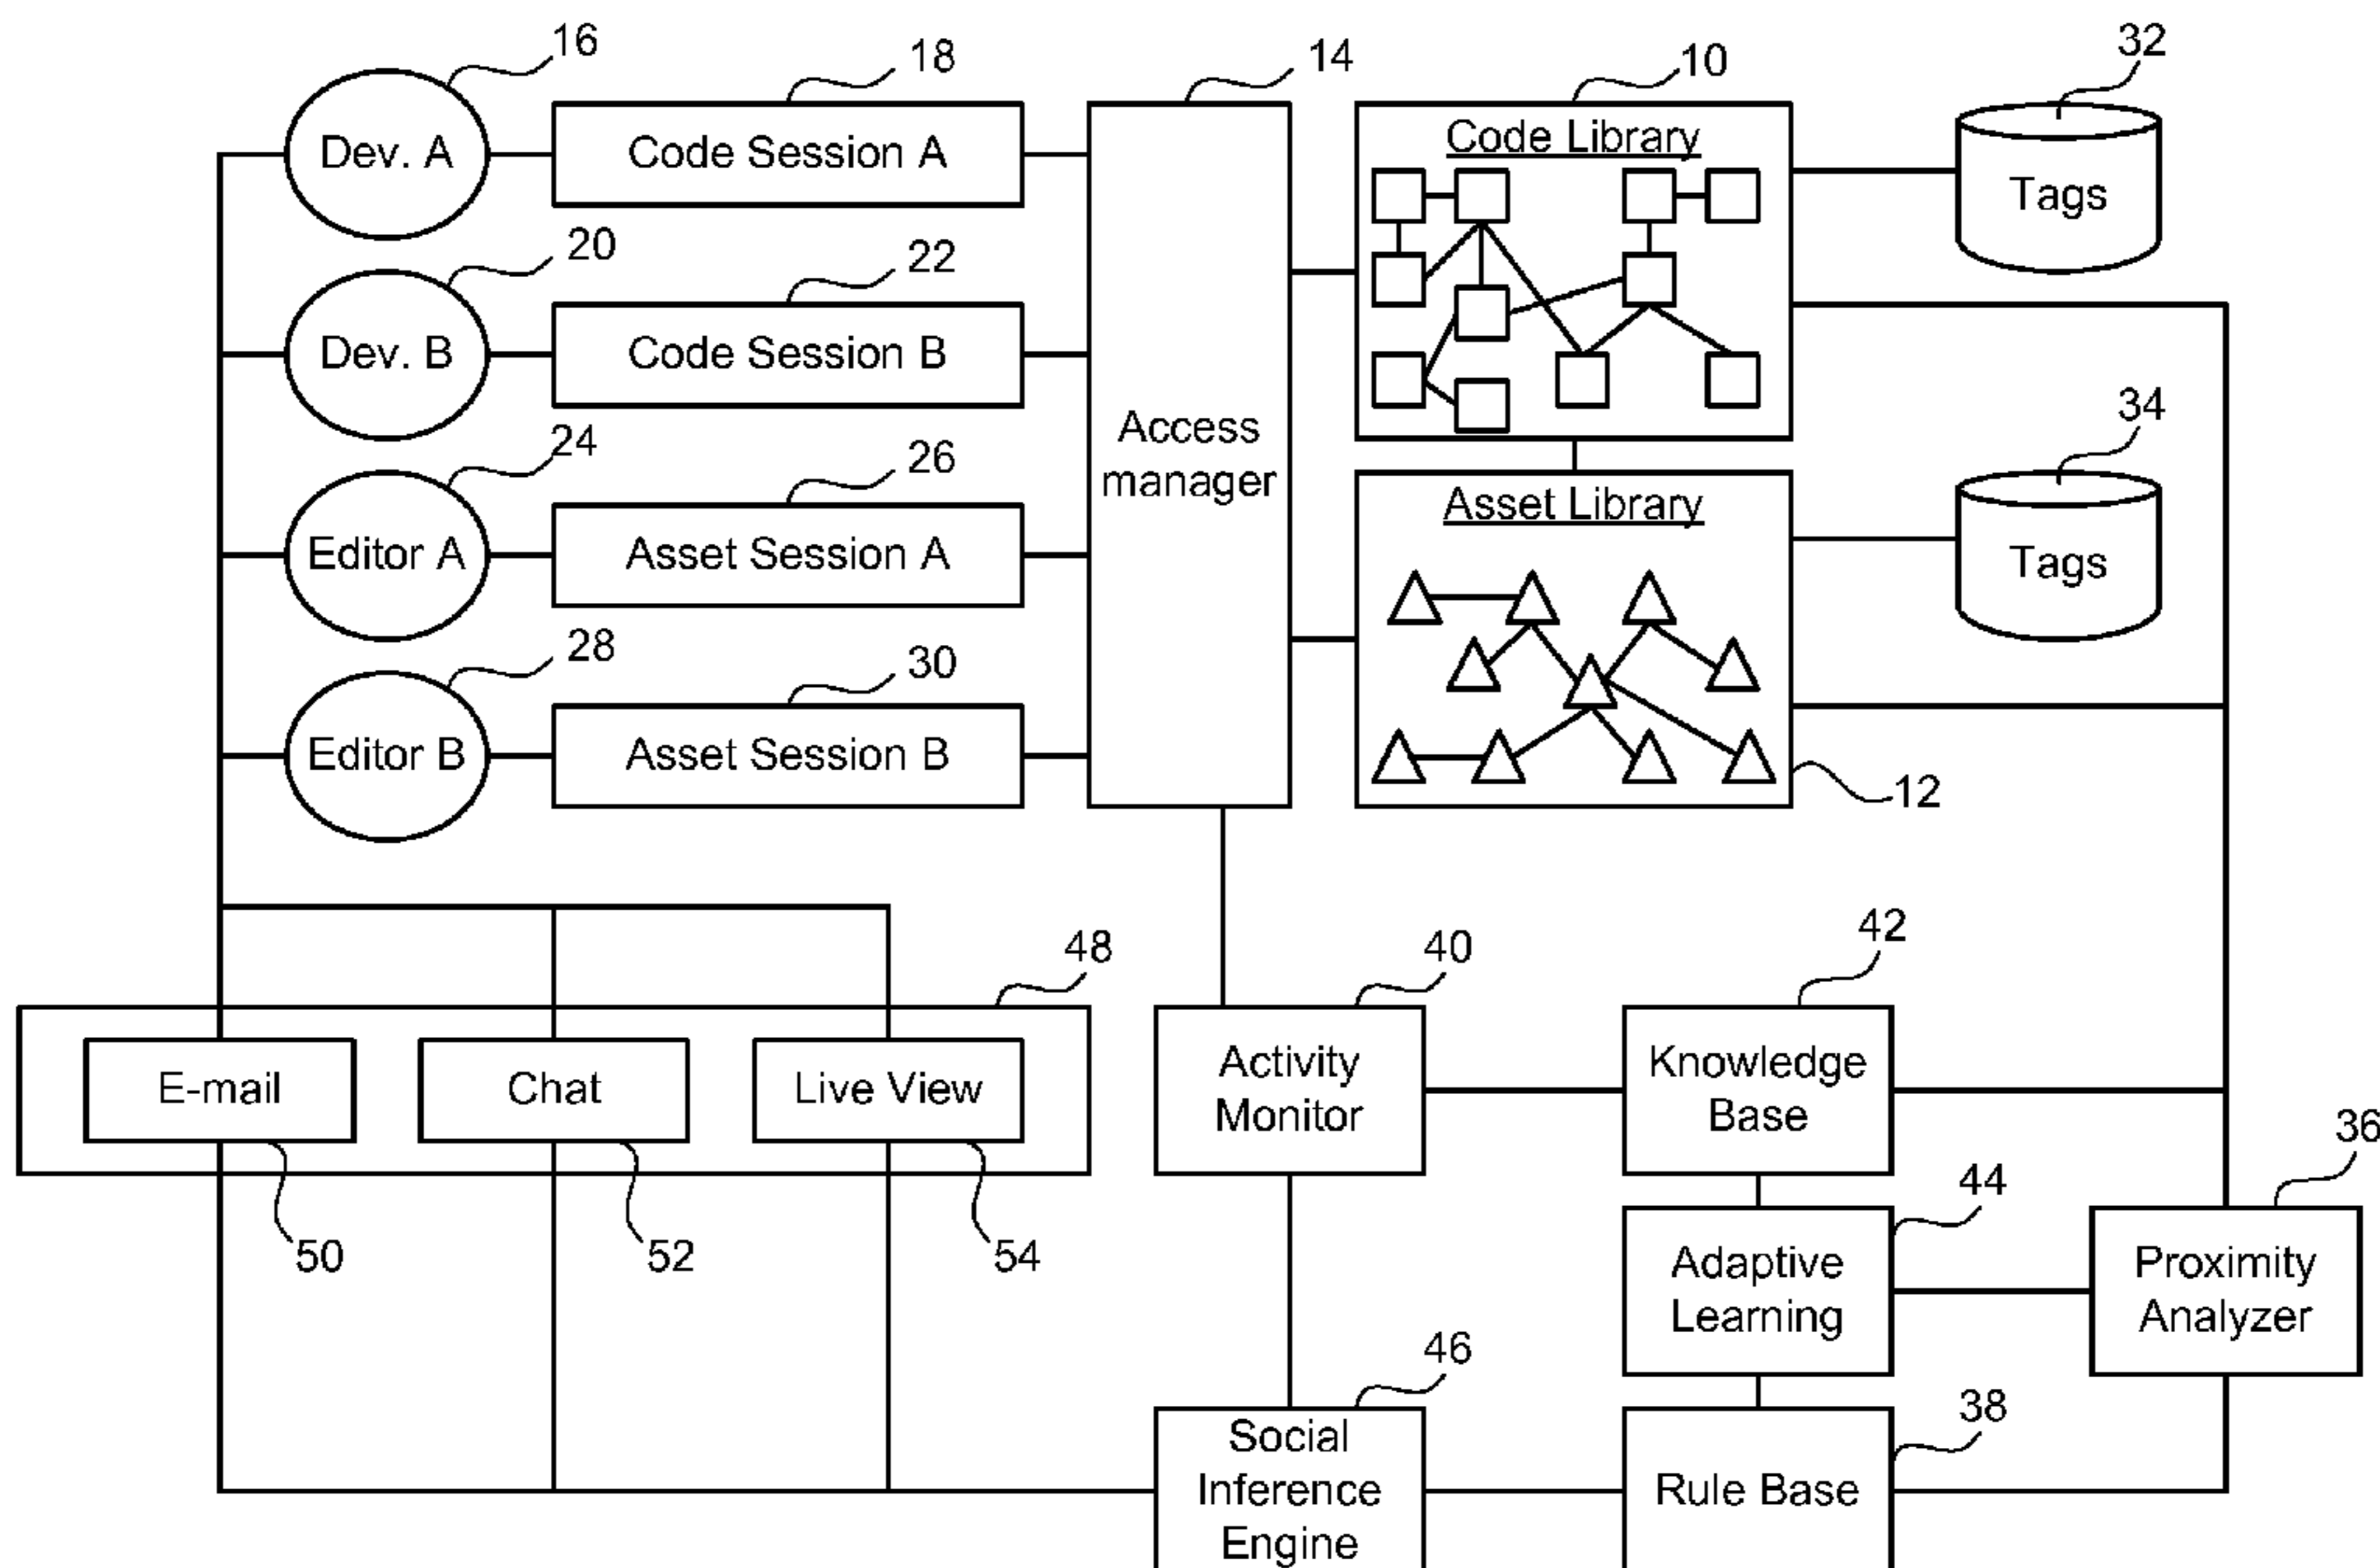 16
18
14
10
32
Dev. A
Code Session A
Code Library
Tags
20
22
Dev. B
Code Session B
34
24
26
Access
manager
Asset Library
Editor A
Asset Session A
Tags
28
30
Editor B
Asset Session B
12
48
40
42
E-mail
Chat
Live View
Activity
Monitor
Knowledge
Base
36
50
52
54
44
Adaptive
Learning
Proximity
Analyzer
46
38
Social
Inference
Engine
Rule Base